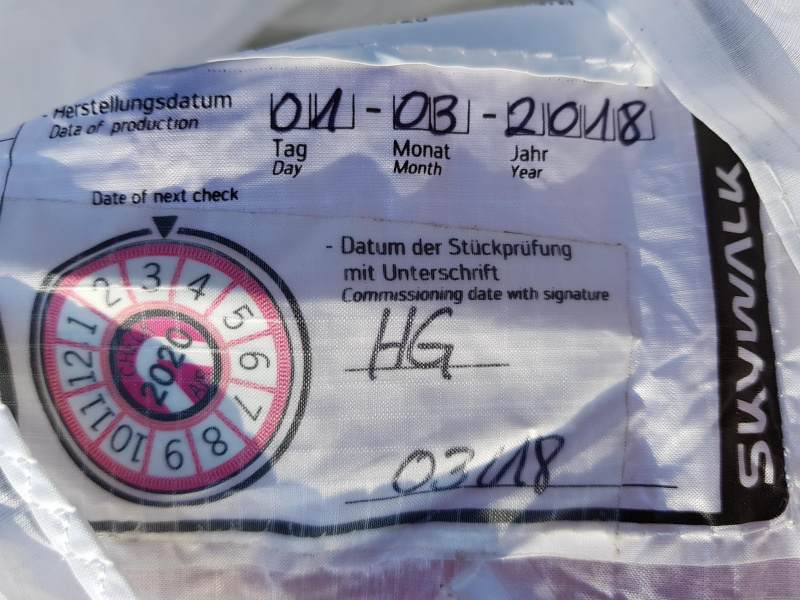 - Herstellungsdatum 01 - 03 - 2018
Data of production
Tag Monat Jahr
Day Month Year
Date of next check
- Datum der Stückprüfung
mit Unterschrift
Commissioning date with signature
HG
03/18
1 2 3 4 5 6 7 8 9 10 11 12
CHECK
2020
AIR
SKYWALK